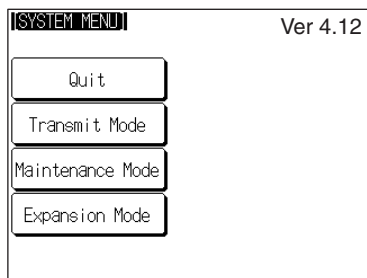 [SYSTEM MENU]
Ver 4.12
Quit
Transmit Mode
Maintenance Mode
Expansion Mode